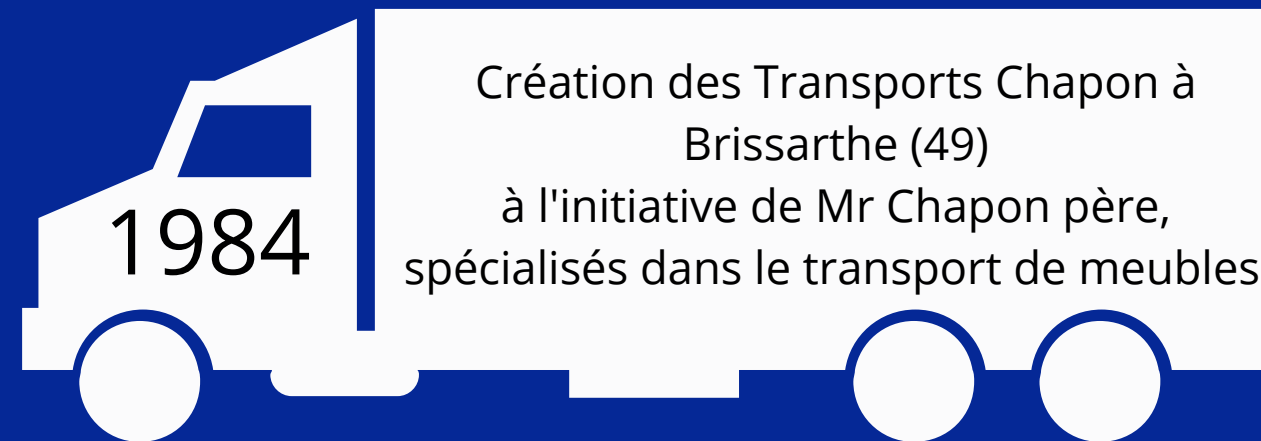 1984
Création des Transports Chapon à
Brissarthe (49)
à l'initiative de Mr Chapon père,
spécialisés dans le transport de meubles